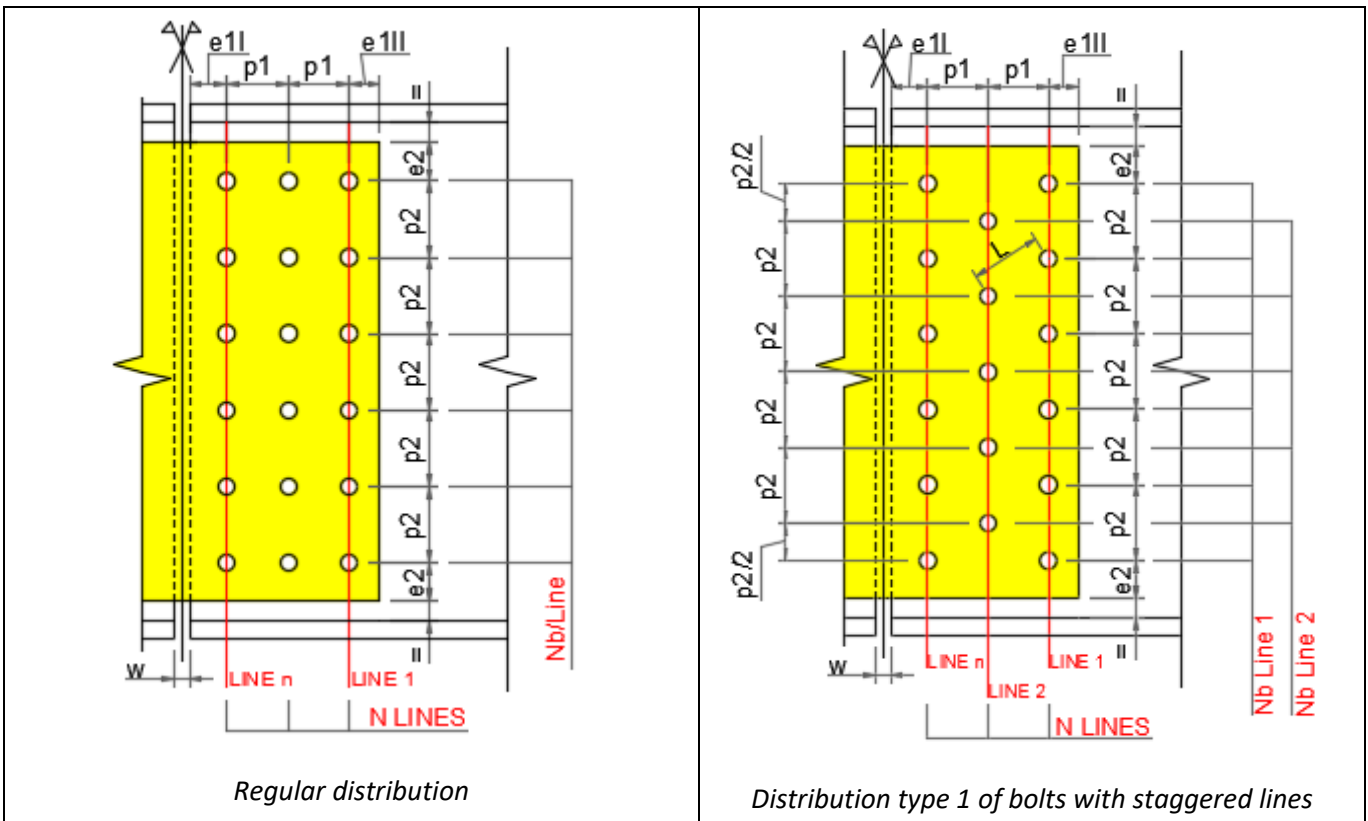 e1I
p1
p1
e1II
=
e2
p2
p2
p2
p2
p2
e2
=
w
LINE n
LINE 1
N LINES
Nb/Line
Regular distribution
e1I
p1
p1
e1II
=
p2/2
e2
p2
p2
p2
p2
p2
p2/2
L
p2
p2
p2
p2
e2
=
w
LINE n
LINE 1
LINE 2
N LINES
Nb Line 1
Nb Line 2
Distribution type 1 of bolts with staggered lines